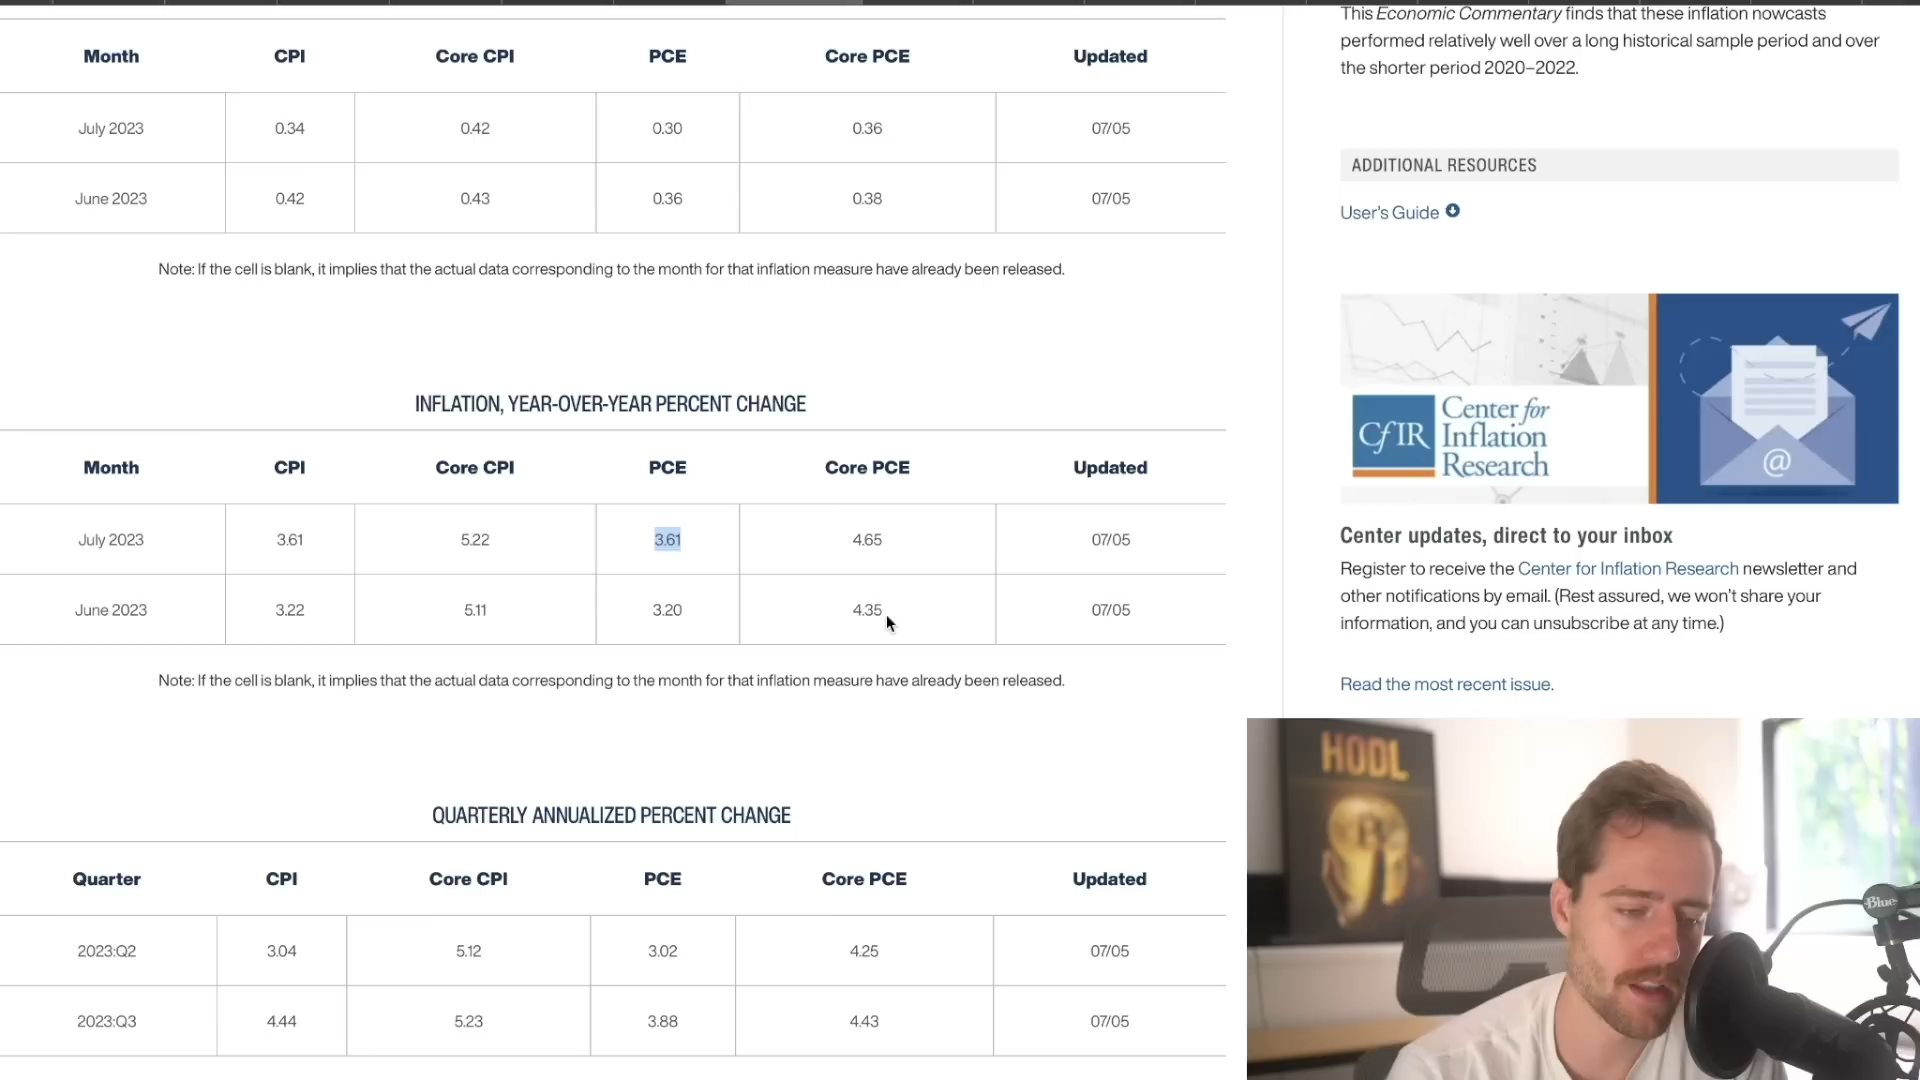 Month CPI Core CPI PCE Core PCE Updated
July 2023 0.34 0.42 0.30 0.36 07/05
June 2023 0.42 0.43 0.36 0.38 07/05
Note: If the cell is blank, it implies that the actual data corresponding to the month for that inflation measure have already been released.
INFLATION, YEAR-OVER-YEAR PERCENT CHANGE
Month CPI Core CPI PCE Core PCE Updated
July 2023 3.61 5.22 3.61 4.65 07/05
June 2023 3.22 5.11 3.20 4.35 07/05
Note: If the cell is blank, it implies that the actual data corresponding to the month for that inflation measure have already been released.
QUARTERLY ANNUALIZED PERCENT CHANGE
Quarter CPI Core CPI PCE Core PCE Updated
2023:Q2 3.04 5.12 3.02 4.25 07/05
2023:Q3 4.44 5.23 3.88 4.43 07/05
This Economic Commentary finds that these inflation nowcasts
performed relatively well over a long historical sample period and over
the shorter period 2020–2022.
ADDITIONAL RESOURCES
User's Guide
CfIR
Center for
Inflation
Research
@
Center updates, direct to your inbox
Register to receive the Center for Inflation Research newsletter and
other notifications by email. (Rest assured, we won't share your
information, and you can unsubscribe at any time.)
Read the most recent issue.
HODL
Blue